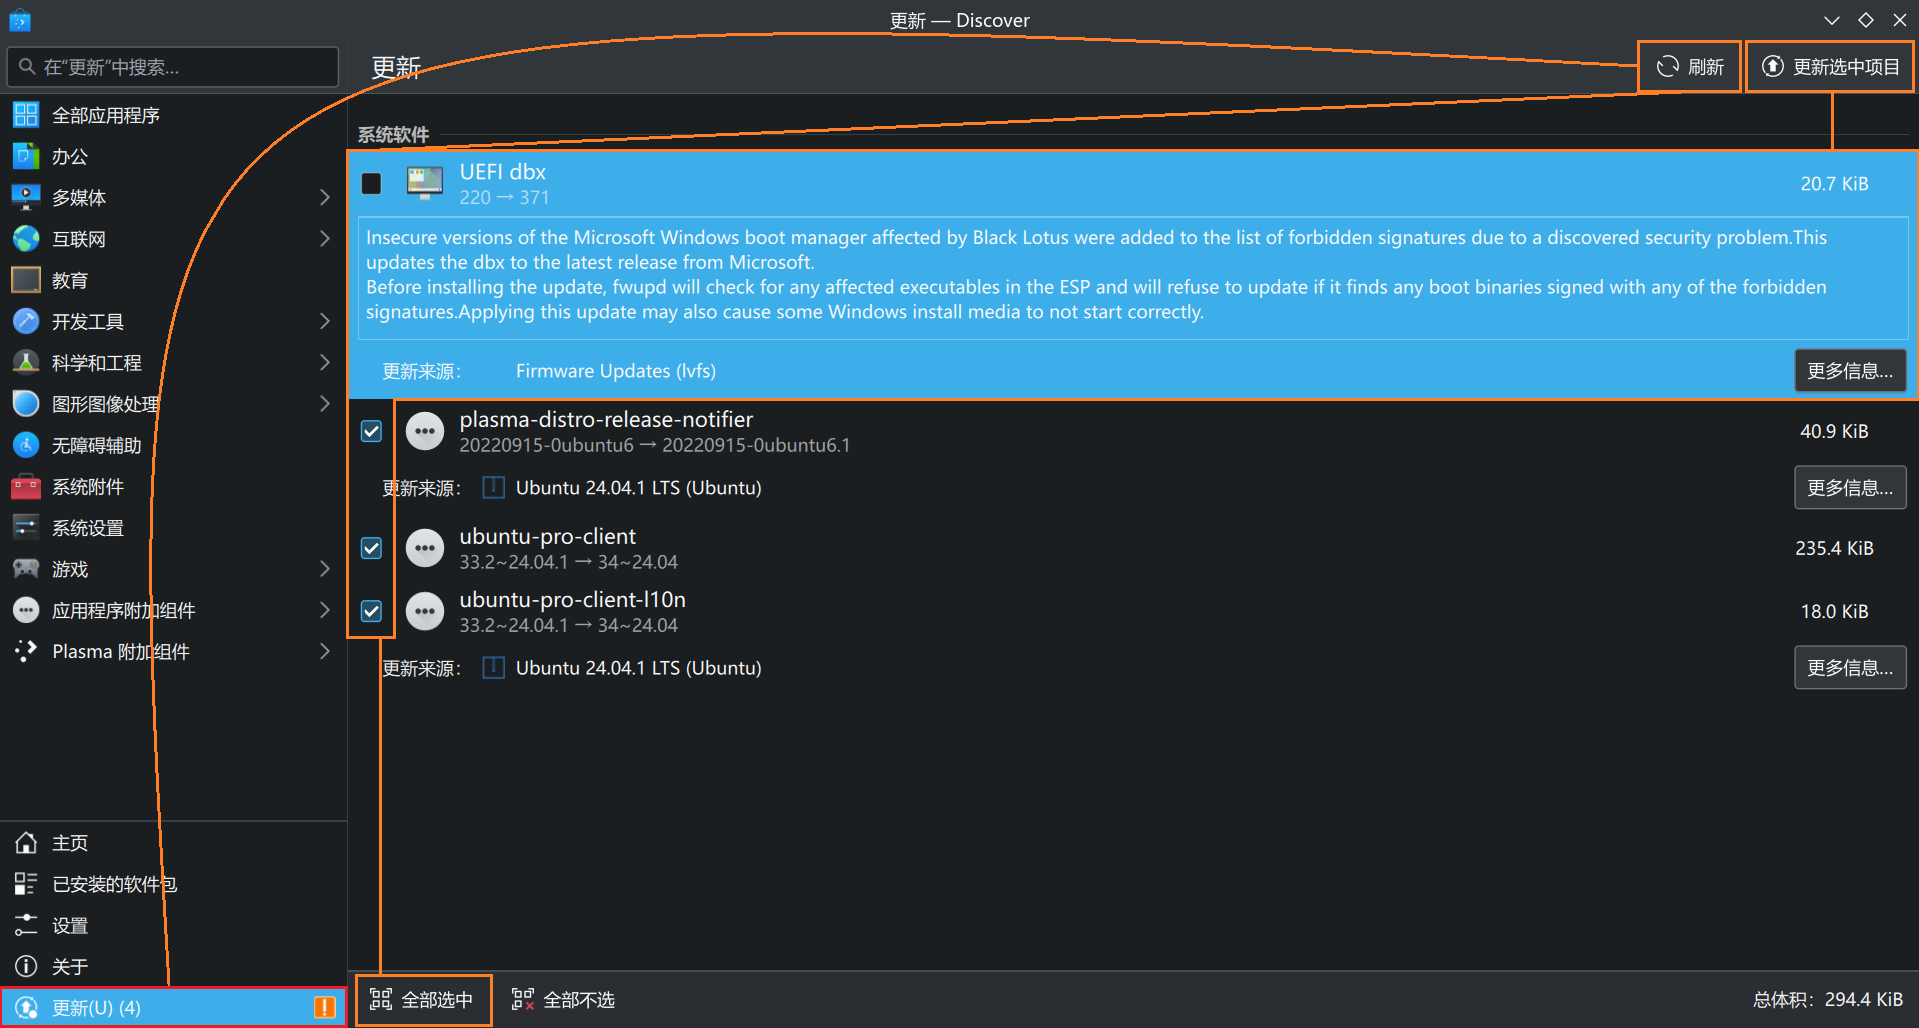 更新 — Discover
在“更新”中搜索...
更新
刷新
更新选中项目
全部应用程序
办公
多媒体
互联网
教育
开发工具
科学和工程
图形图像处理
无障碍辅助
系统附件
系统设置
游戏
应用程序附加组件
Plasma 附加组件
主页
已安装的软件包
设置
关于
更新(U) (4)
系统软件
UEFI dbx
220 → 371
20.7 KiB
Insecure versions of the Microsoft Windows boot manager affected by Black Lotus were added to the list of forbidden signatures due to a discovered security problem.This
updates the dbx to the latest release from Microsoft.
Before installing the update, fwupd will check for any affected executables in the ESP and will refuse to update if it finds any boot binaries signed with any of the forbidden
signatures.Applying this update may also cause some Windows install media to not start correctly.
更新来源： Firmware Updates (lvfs)
更多信息...
plasma-distro-release-notifier
20220915-0ubuntu6 → 20220915-0ubuntu6.1
40.9 KiB
更新来源： Ubuntu 24.04.1 LTS (Ubuntu)
更多信息...
ubuntu-pro-client
33.2~24.04.1 → 34~24.04
235.4 KiB
ubuntu-pro-client-l10n
33.2~24.04.1 → 34~24.04
18.0 KiB
更新来源： Ubuntu 24.04.1 LTS (Ubuntu)
更多信息...
全部选中
全部不选
总体积：294.4 KiB